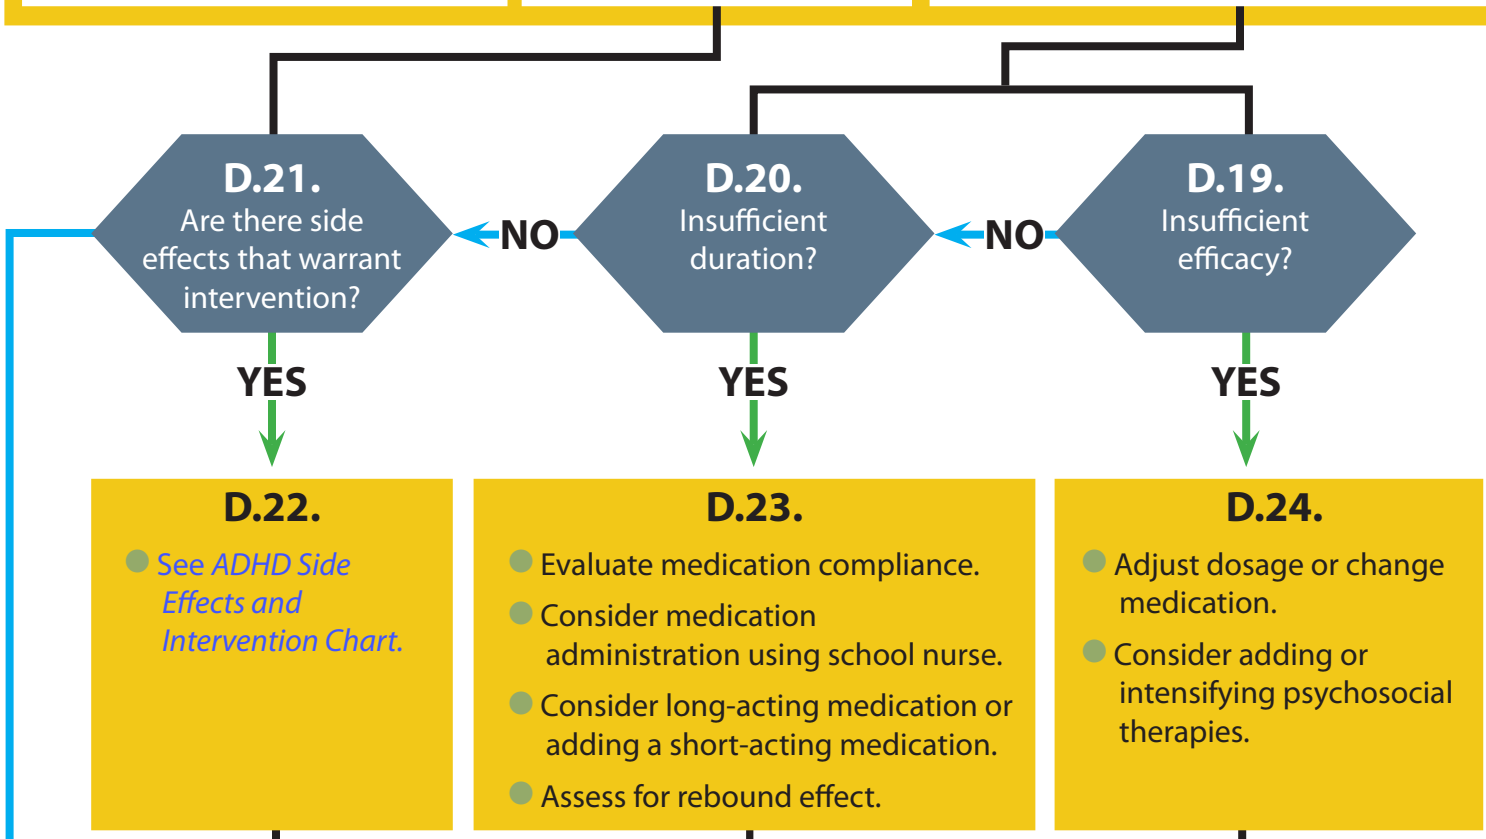 D.21.
Are there side
effects that warrant
intervention?
NO
D.20.
Insufficient
duration?
NO
D.19.
Insufficient
efficacy?
YES
YES
YES
D.22.
See ADHD Side
Effects and
Intervention Chart.
D.23.
Evaluate medication compliance.
Consider medication
administration using school nurse.
Consider long-acting medication or
adding a short-acting medication.
Assess for rebound effect.
D.24.
Adjust dosage or change
medication.
Consider adding or
intensifying psychosocial
therapies.